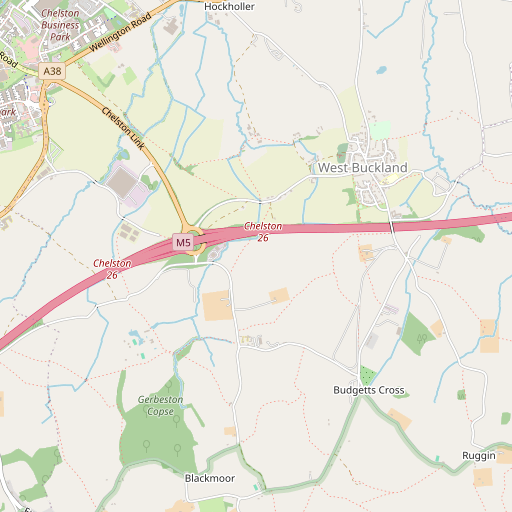 Hockholler
Chelston
Business
Park
Wellington Road
Road
A38
park
Chelston Link
West Buckland
Chelston
26
M5
Chelston
26
Budgetts Cross
Gerbeston
Copse
Ruggin
Blackmoor